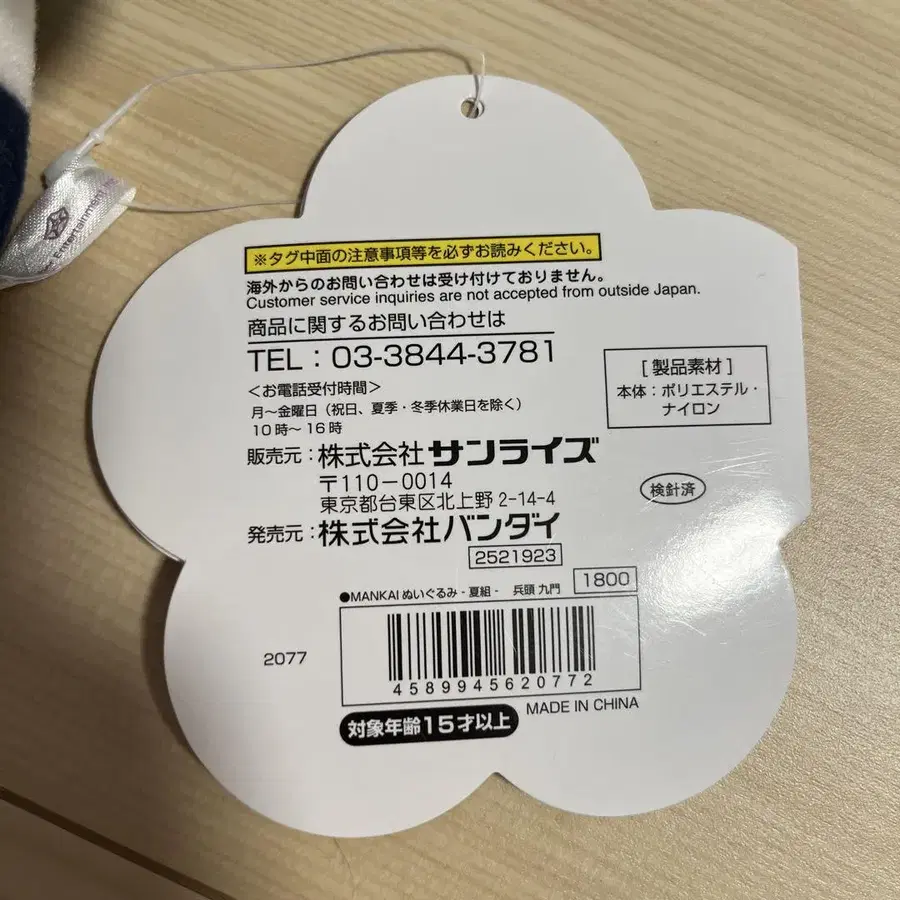 ※タグ中面の注意事項等を必ずお読みください。
海外からのお問い合わせは受け付けておりません。
Customer service inquiries are not accepted from outside Japan.
商品に関するお問い合わせは
TEL：03-3844-3781
＜お電話受付時間＞
月～金曜日（祝日、夏季・冬季休業日を除く）
10時～16時
[ 製品素材 ]
本体：ポリエステル・
ナイロン
販売元：株式会社サンライズ
〒110-0014
東京都台東区北上野 2-14-4
検針済
発売元：株式会社バンダイ
2521923
1800
●MANKAI ぬいぐるみ - 夏組 -　兵頭 九門
2077
4589945620772
MADE IN CHINA
対象年齢15才以上
Entertainment